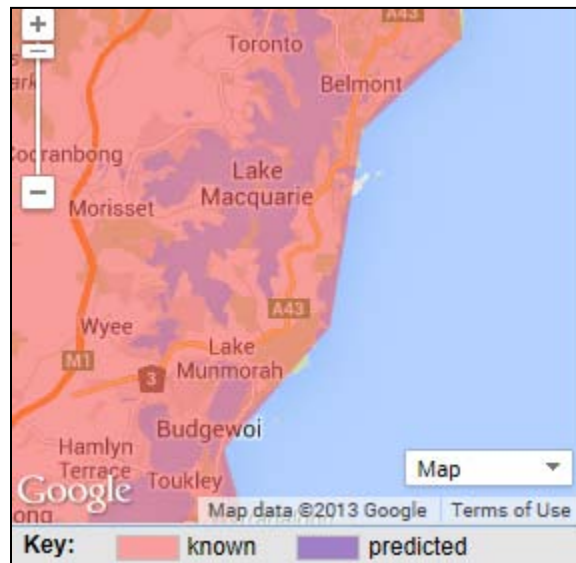 A43
Toronto
Belmont
Cooranbong
Lake
Macquarie
Morisset
A43
Wyee
Lake
M1
Munmorah
3
Budgewoi
Hamlyn
Terrace
Toukley
Map
Google
Map data ©2013 Google
Terms of Use
Key:
known
predicted